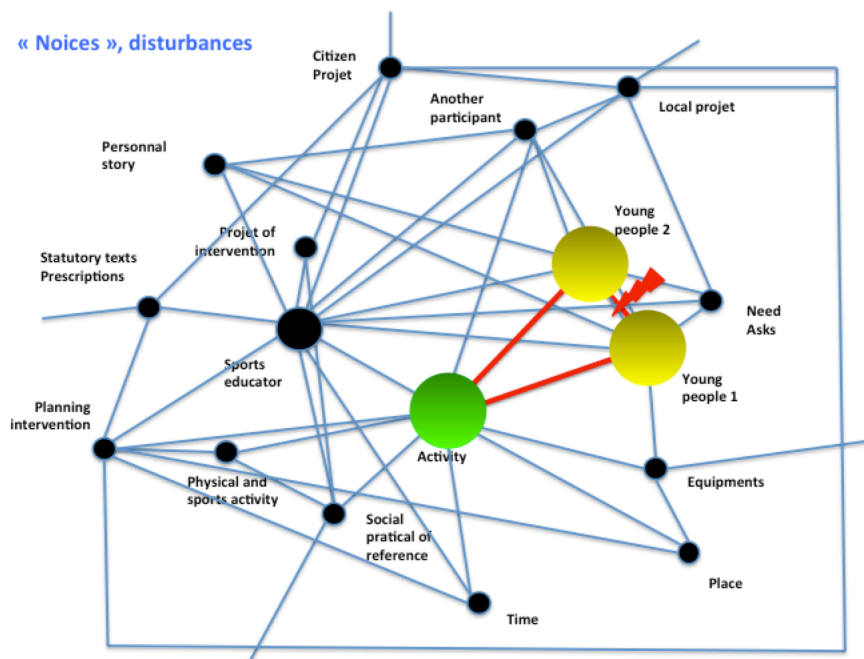 « Noices », disturbances
Citizen
Projet
Another
participant
Local projet
Personnal
story
Young
people 2
Projet of
intervention
Statutory texts
Prescriptions
Need
Asks
Sports
educator
Young
people 1
Planning
intervention
Activity
Physical and
sports activity
Equipments
Social
pratical of
reference
Place
Time